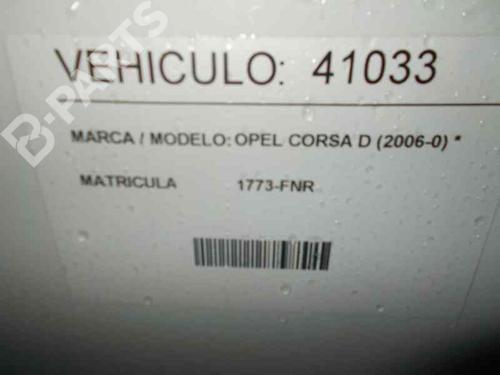 VEHICULO: 41033
MARCA / MODELO: OPEL CORSA D (2006-0) *
MATRICULA 1773-FNR
B-PARTS